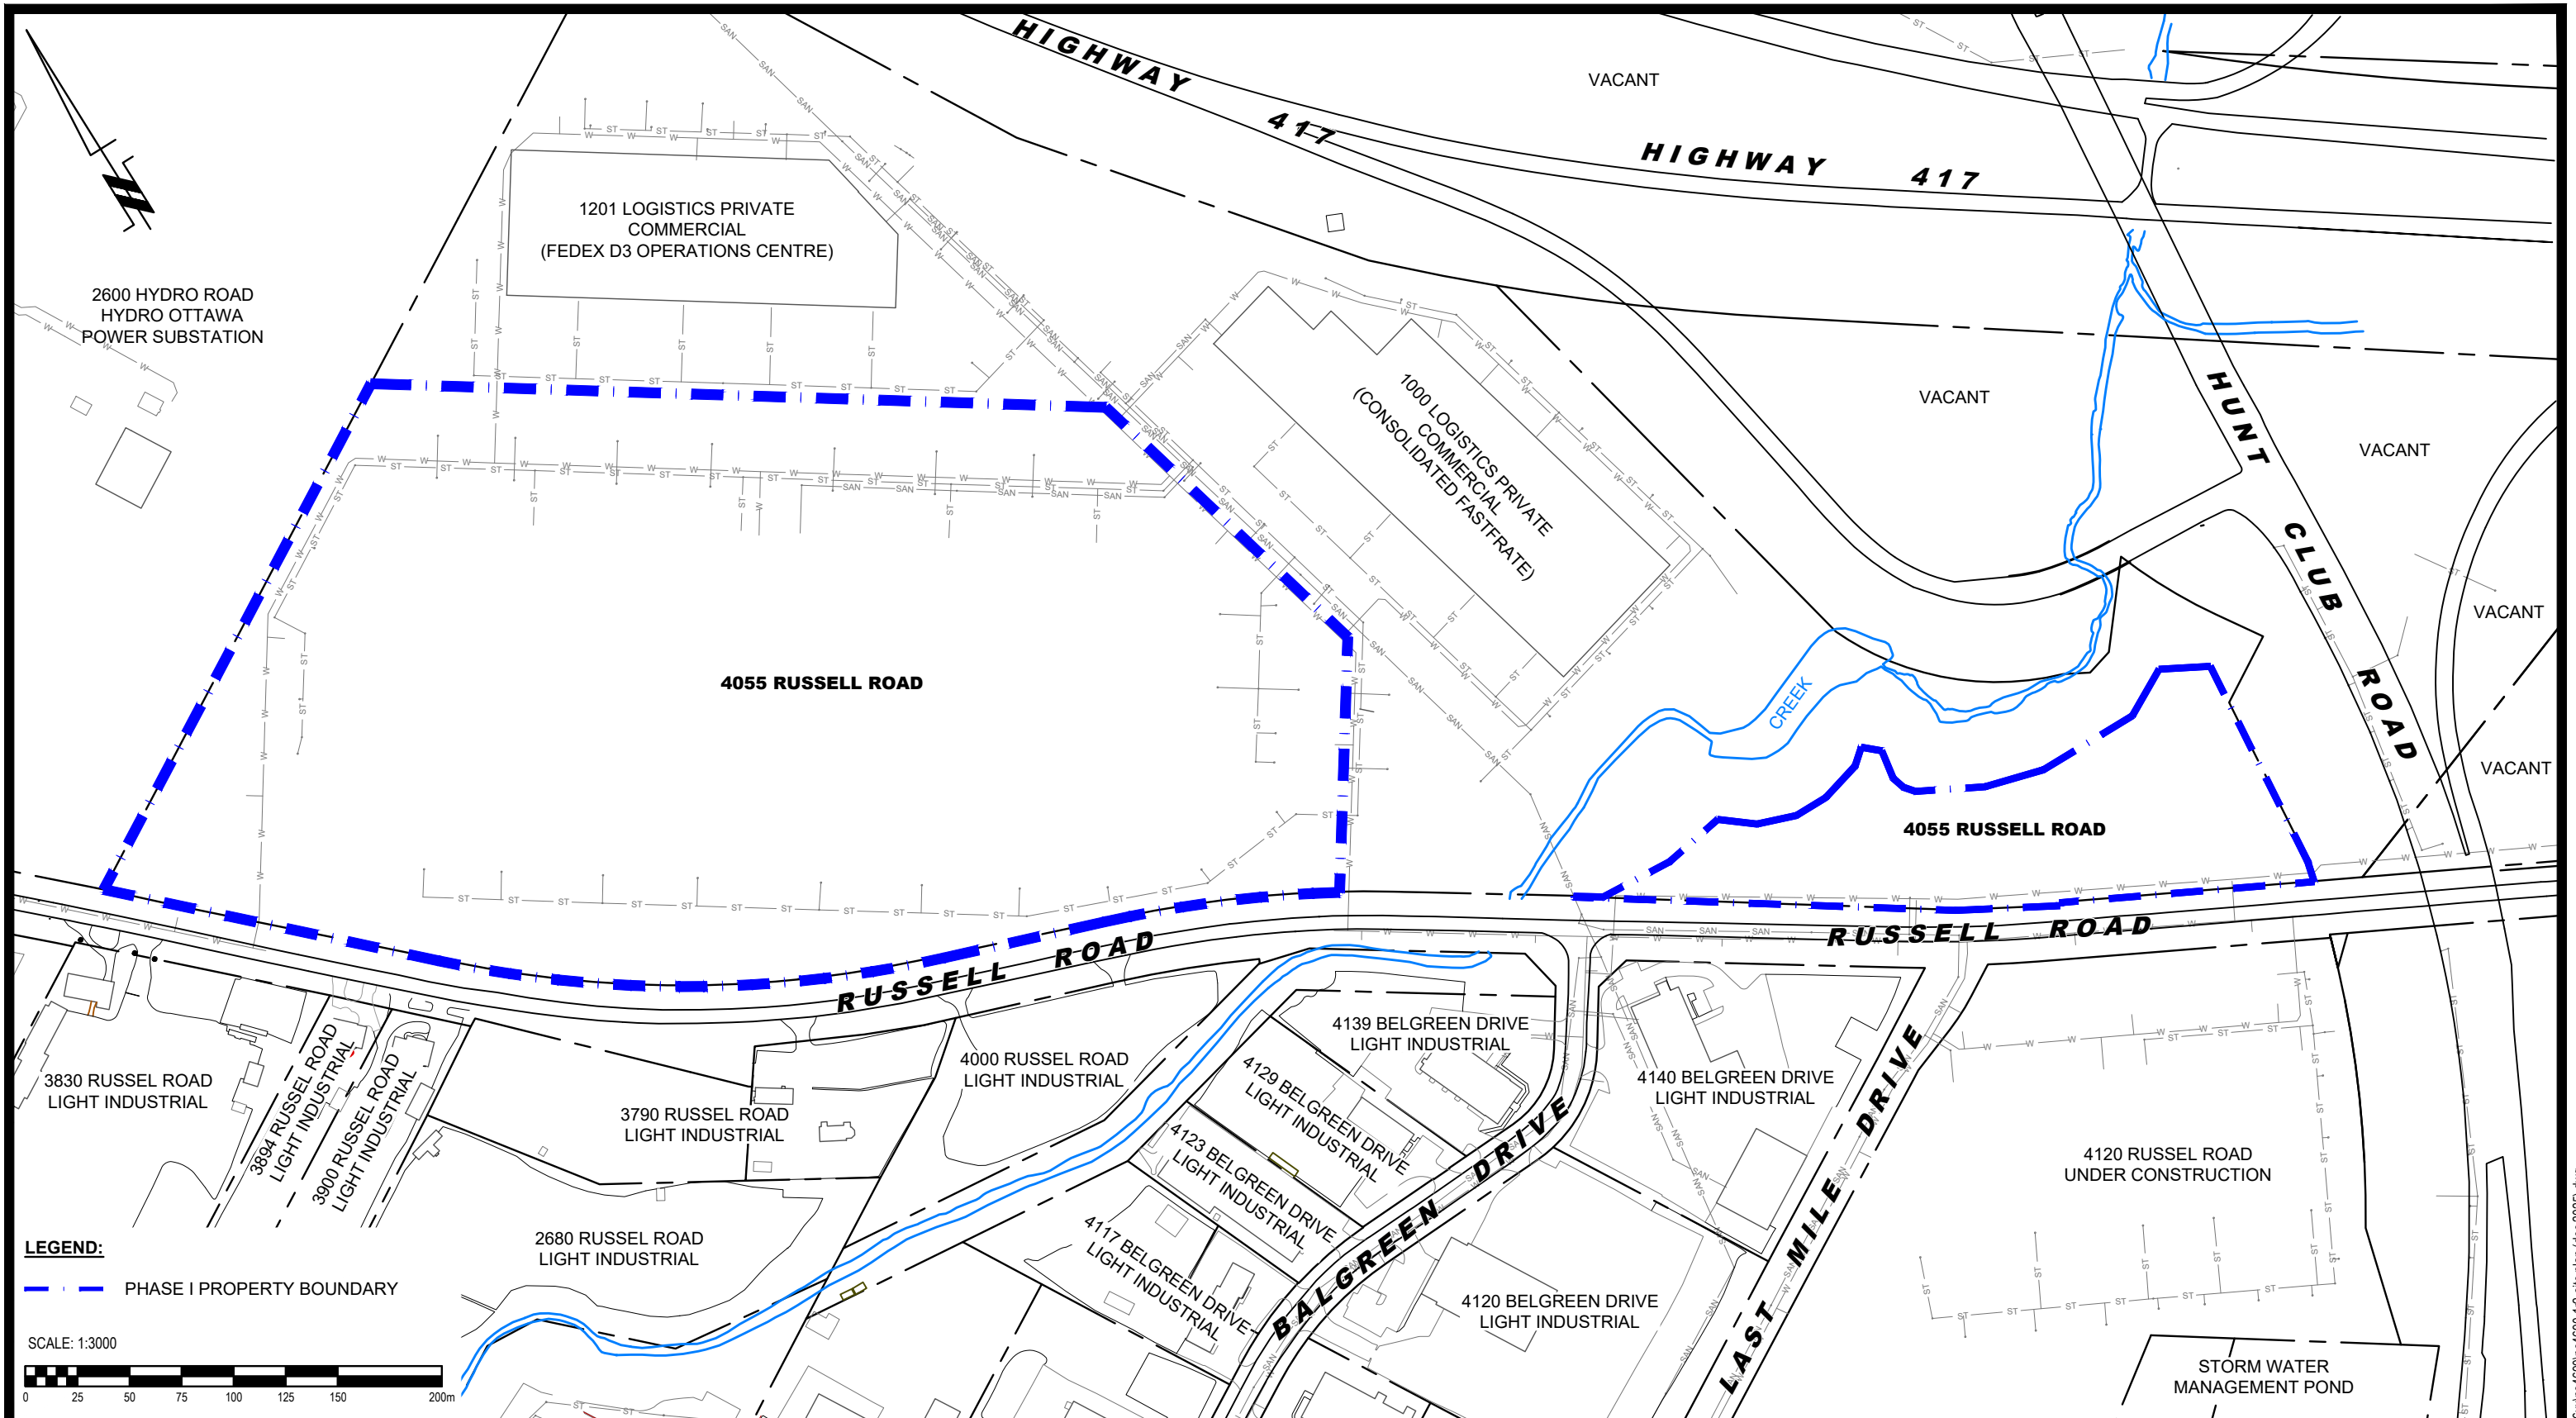 HIGHWAY 417
HIGHWAY 417
VACANT
1201 LOGISTICS PRIVATE
COMMERCIAL
(FEDEX D3 OPERATIONS CENTRE)
2600 HYDRO ROAD
HYDRO OTTAWA
POWER SUBSTATION
1000 LOGISTICS PRIVATE
COMMERCIAL
(CONSOLIDATED FASTFRATE)
VACANT
HUNT CLUB ROAD
VACANT
VACANT
VACANT
4055 RUSSELL ROAD
CREEK
4055 RUSSELL ROAD
RUSSELL ROAD
RUSSELL ROAD
3830 RUSSEL ROAD
LIGHT INDUSTRIAL
3894 RUSSEL ROAD
LIGHT INDUSTRIAL
3900 RUSSEL ROAD
LIGHT INDUSTRIAL
3790 RUSSEL ROAD
LIGHT INDUSTRIAL
4000 RUSSEL ROAD
LIGHT INDUSTRIAL
2680 RUSSEL ROAD
LIGHT INDUSTRIAL
4139 BELGREEN DRIVE
LIGHT INDUSTRIAL
4129 BELGREEN DRIVE
LIGHT INDUSTRIAL
4123 BELGREEN DRIVE
LIGHT INDUSTRIAL
4117 BELGREEN DRIVE
LIGHT INDUSTRIAL
BALGREEN DRIVE
4140 BELGREEN DRIVE
LIGHT INDUSTRIAL
4120 BELGREEN DRIVE
LIGHT INDUSTRIAL
LAST MILE DRIVE
4120 RUSSEL ROAD
UNDER CONSTRUCTION
STORM WATER
MANAGEMENT POND
LEGEND:
PHASE I PROPERTY BOUNDARY
SCALE: 1:3000
0 25 50 75 100 125 150 200m